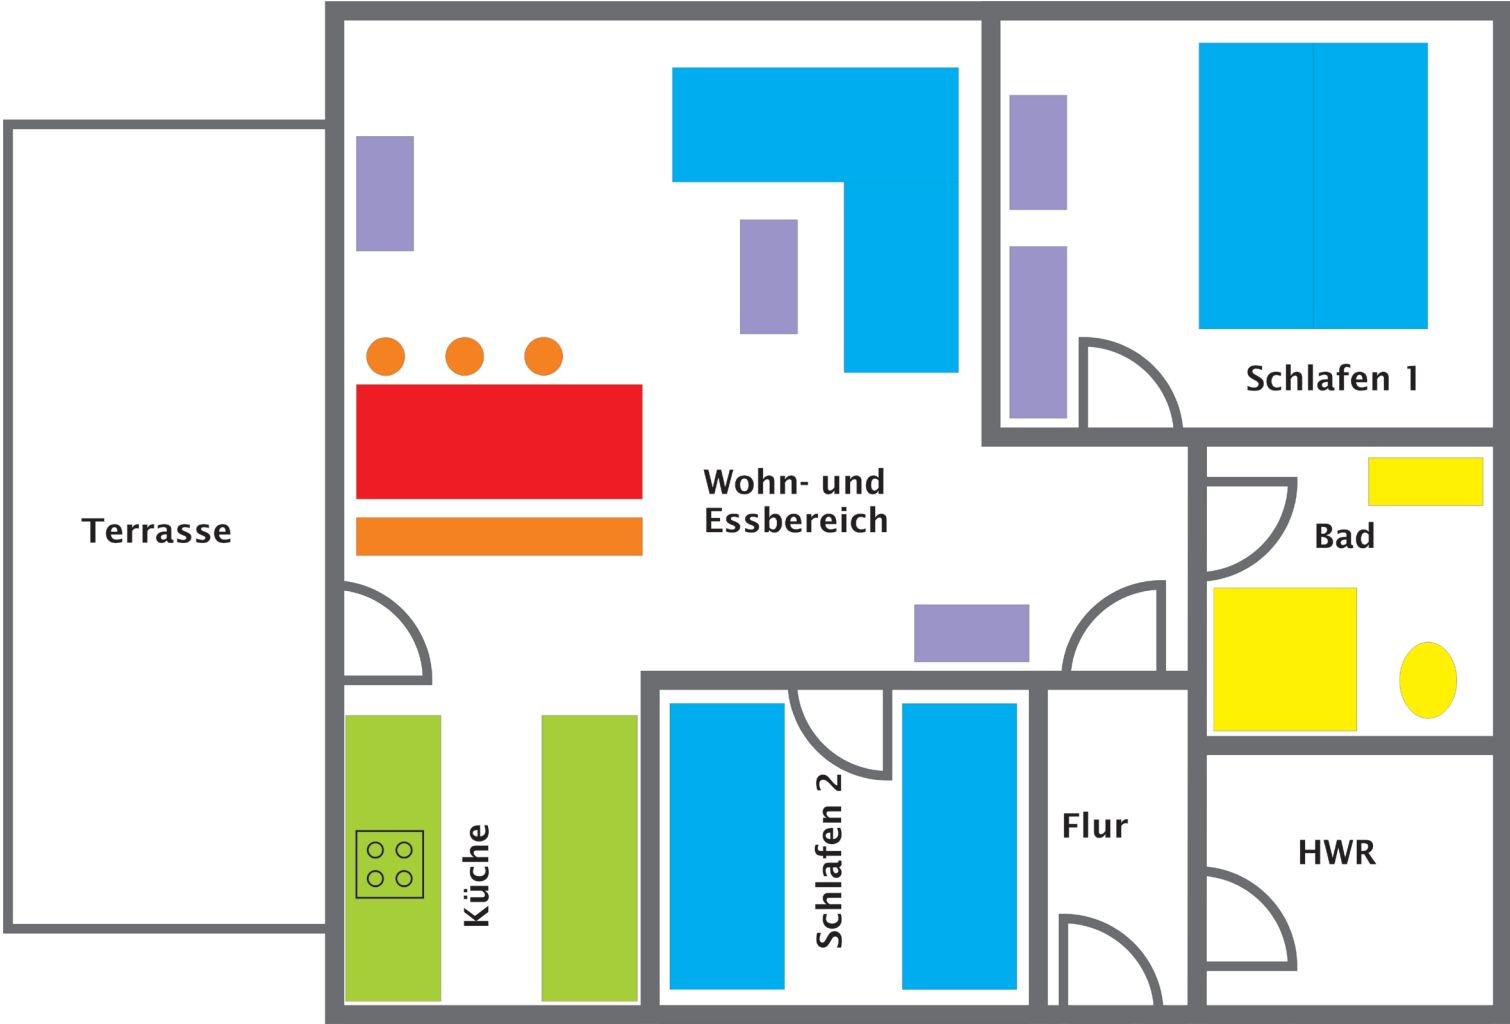 Schlafen 1
Wohn- und
Essbereich
Terrasse
Bad
Küche
Schlafen 2
Flur
HWR